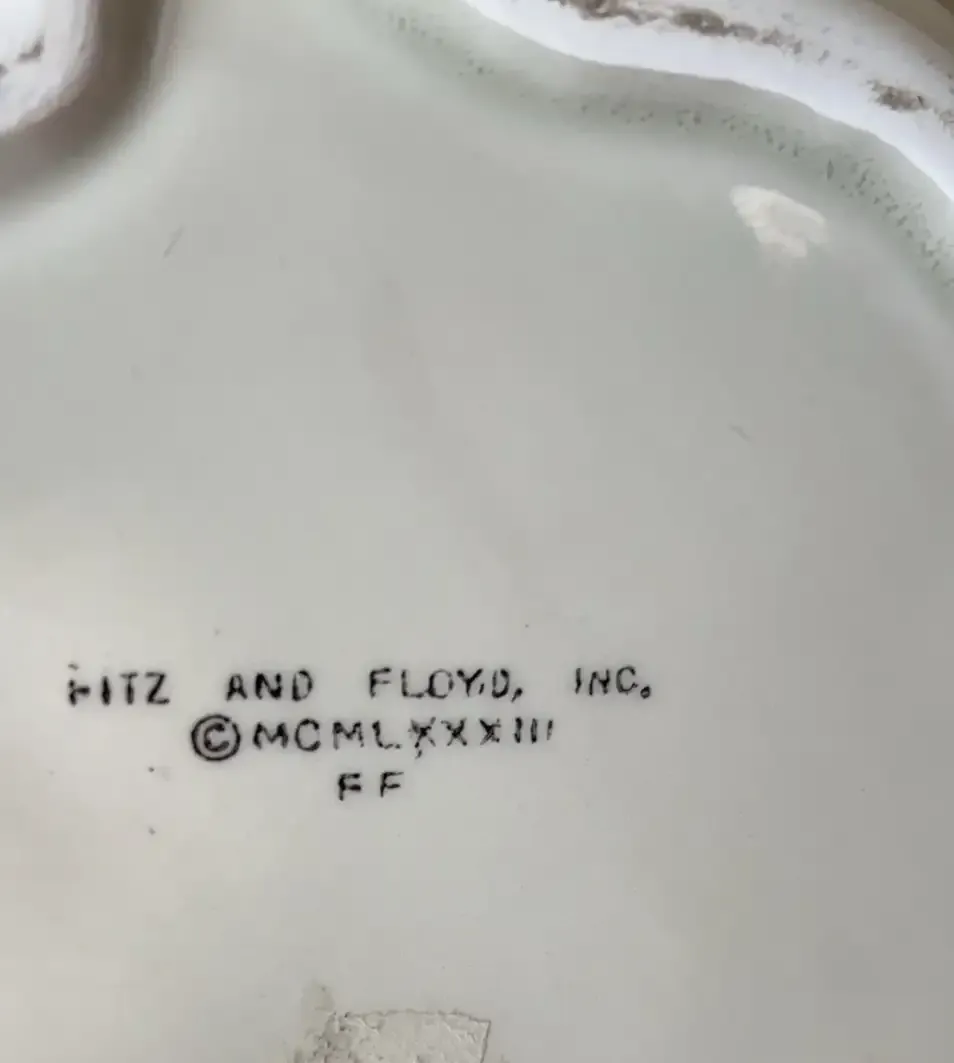 FITZ AND FLOYD, INC.
©MCMLXXXIII
FF